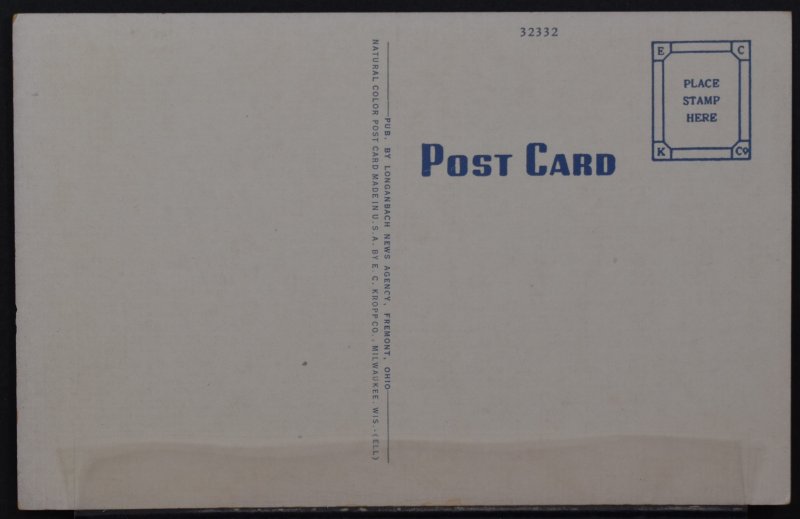 32332
E C
PLACE
STAMP
HERE
K Co
POST CARD
PUB. BY LONGANBACH NEWS AGENCY, FREMONT, OHIO
NATURAL COLOR POST CARD MADE IN U.S.A. BY E. C. KROPP CO., MILWAUKEE, WIS.-(ELL)